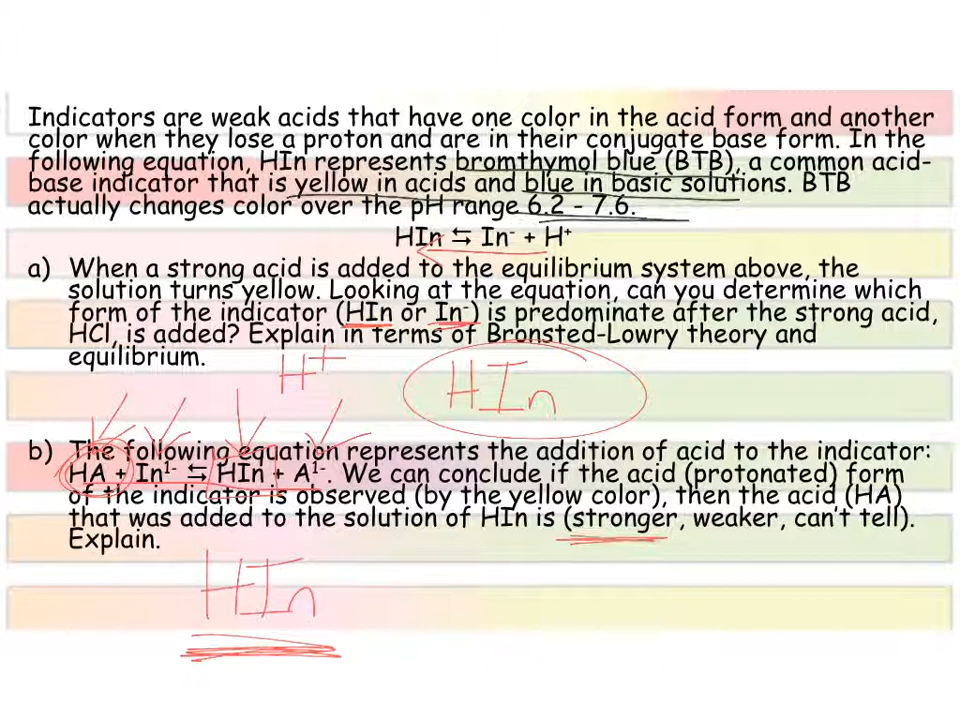 Indicators are weak acids that have one color in the acid form and another
color when they lose a proton and are in their conjugate base form. In the
following equation, HIn represents bromthymol blue (BTB), a common acid-
base indicator that is yellow in acids and blue in basic solutions. BTB
actually changes color over the pH range 6.2 - 7.6.
HIn ⇆ In⁻ + H⁺
a) When a strong acid is added to the equilibrium system above, the
solution turns yellow. Looking at the equation, can you determine which
form of the indicator (HIn or In⁻) is predominate after the strong acid,
HCl, is added? Explain in terms of Bronsted-Lowry theory and
equilibrium.
H⁺
HIn
b) The following equation represents the addition of acid to the indicator:
HA + In¹⁻ ⇆ HIn + A¹⁻. We can conclude if the acid (protonated) form
of the indicator is observed (by the yellow color), then the acid (HA)
that was added to the solution of HIn is (stronger, weaker, can't tell).
Explain.
HIn